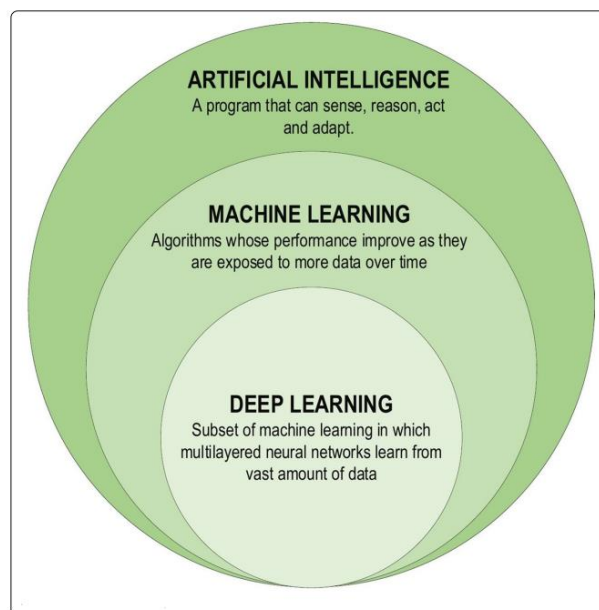 ARTIFICIAL INTELLIGENCE
A program that can sense, reason, act
and adapt.
MACHINE LEARNING
Algorithms whose performance improve as they
are exposed to more data over time
DEEP LEARNING
Subset of machine learning in which
multilayered neural networks learn from
vast amount of data